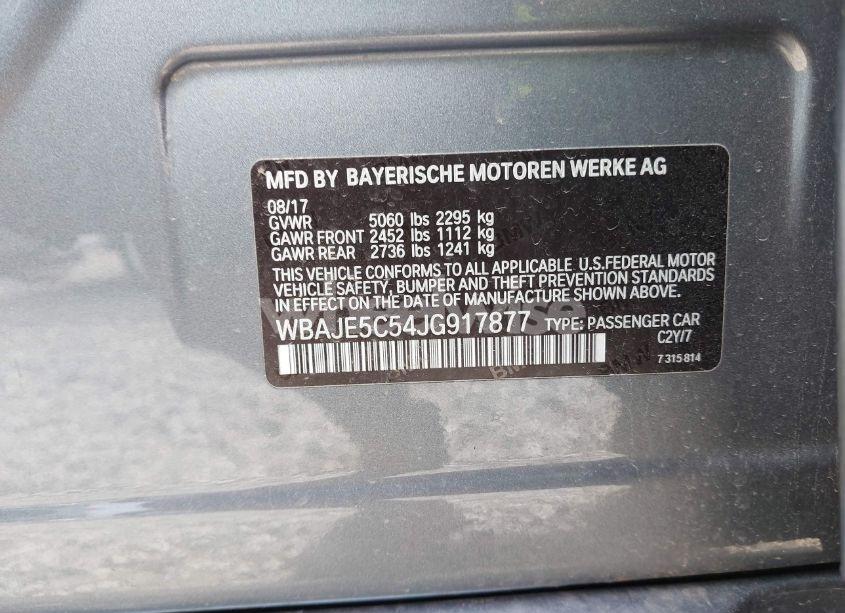 MFD BY BAYERISCHE MOTOREN WERKE AG
08/17
GVWR 5060 lbs 2295 kg
GAWR FRONT 2452 lbs 1112 kg
GAWR REAR 2736 lbs 1241 kg
THIS VEHICLE CONFORMS TO ALL APPLICABLE U.S.FEDERAL MOTOR
VEHICLE SAFETY, BUMPER AND THEFT PREVENTION STANDARDS
IN EFFECT ON THE DATE OF MANUFACTURE SHOWN ABOVE.
WBAJE5C54JG917877 TYPE: PASSENGER CAR
C2Y/7
7 315 814